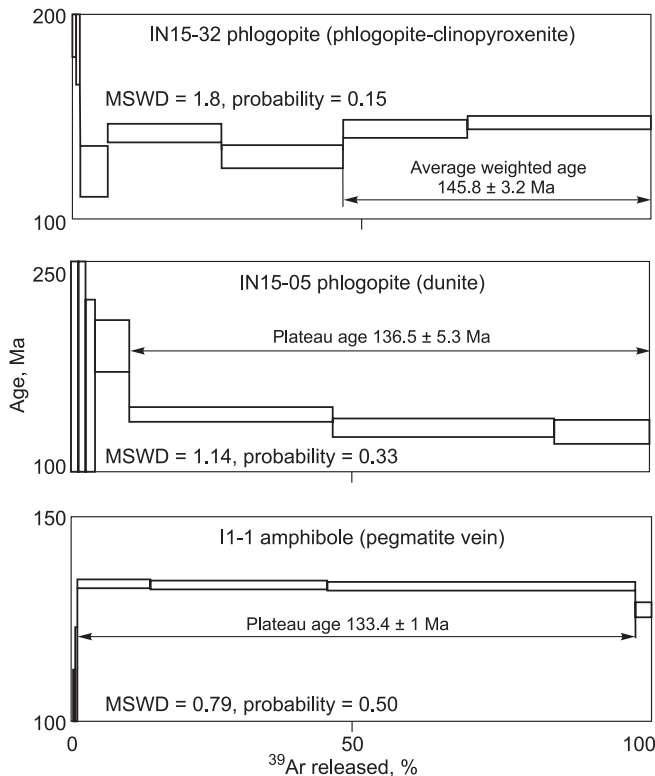 200
IN15-32 phlogopite (phlogopite-clinopyroxenite)
MSWD = 1.8, probability = 0.15
Average weighted age
145.8 ± 3.2 Ma
100
250
IN15-05 phlogopite (dunite)
Plateau age 136.5 ± 5.3 Ma
Age, Ma
MSWD = 1.14, probability = 0.33
100
150
I1-1 amphibole (pegmatite vein)
Plateau age 133.4 ± 1 Ma
MSWD = 0.79, probability = 0.50
100
0 50 100
³⁹Ar released, %